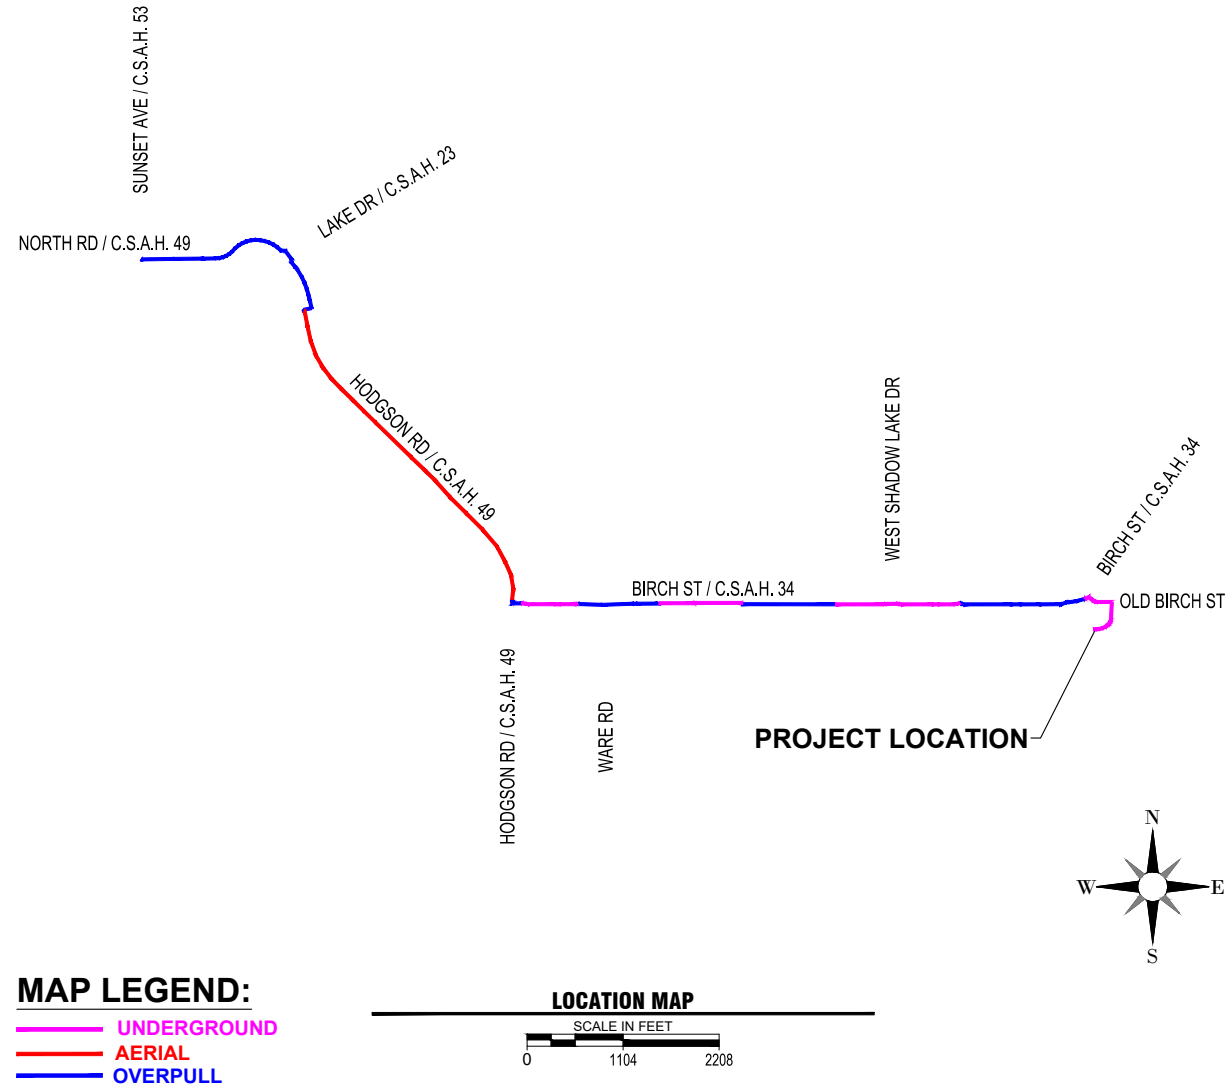 SUNSET AVE / C.S.A.H. 53
LAKE DR / C.S.A.H. 23
NORTH RD / C.S.A.H. 49
HODGSON RD / C.S.A.H. 49
WEST SHADOW LAKE DR
BIRCH ST / C.S.A.H. 34
BIRCH ST / C.S.A.H. 34
OLD BIRCH ST
HODGSON RD / C.S.A.H. 49
WARE RD
PROJECT LOCATION
N
W
E
S
MAP LEGEND:
UNDERGROUND
AERIAL
OVERPULL
LOCATION MAP
SCALE IN FEET
0 1104 2208